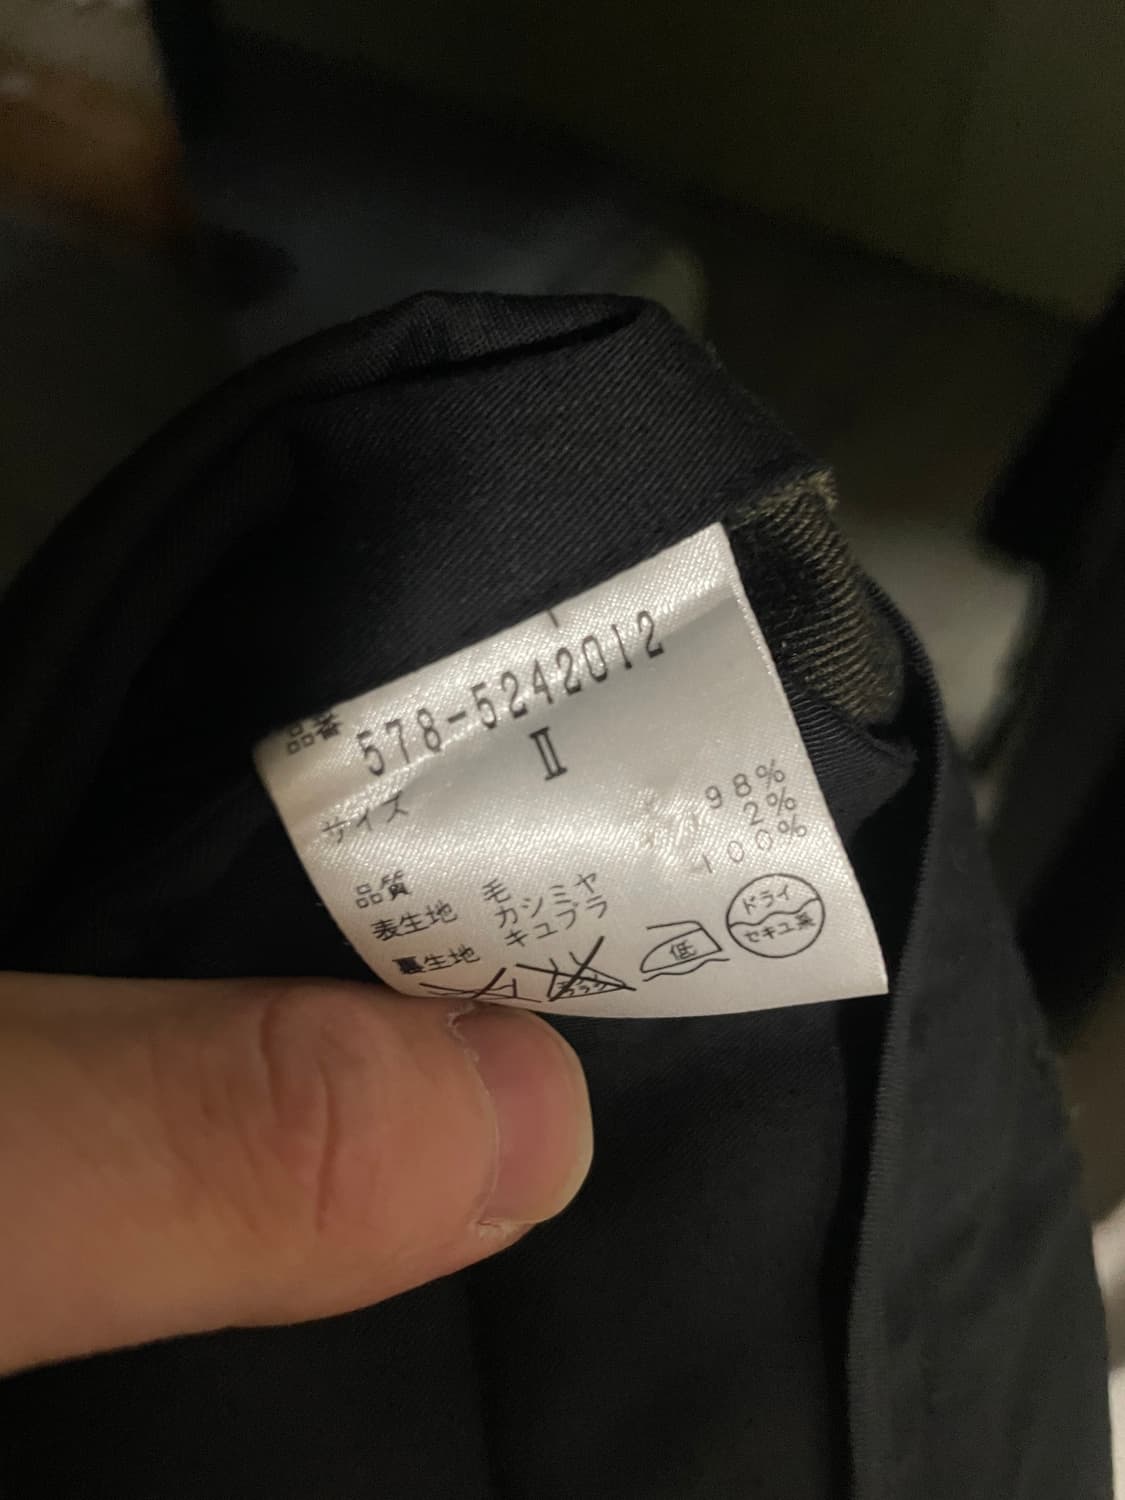 品番 578-5242012
サイズ II
品質
表生地 毛 98%
カシミヤ 2%
裏生地 キュプラ 100%
低
ドライ
セキユ系